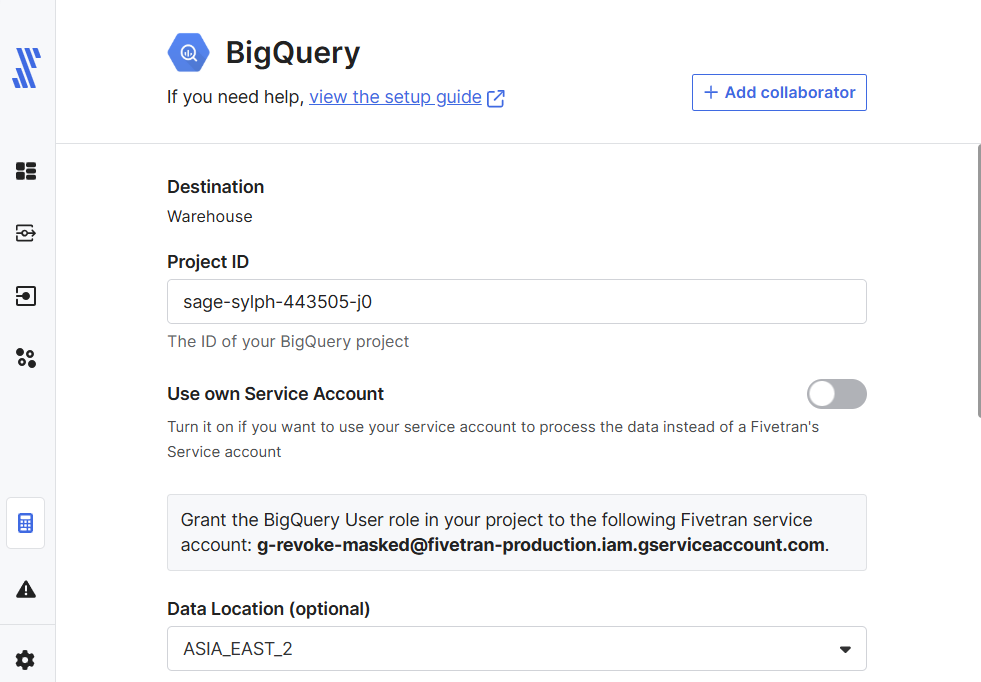 BigQuery
If you need help, view the setup guide
+ Add collaborator
Destination
Warehouse
Project ID
sage-sylph-443505-j0
The ID of your BigQuery project
Use own Service Account
Turn it on if you want to use your service account to process the data instead of a Fivetran's
Service account
Grant the BigQuery User role in your project to the following Fivetran service
account: g-revoke-masked@fivetran-production.iam.gserviceaccount.com.
Data Location (optional)
ASIA_EAST_2